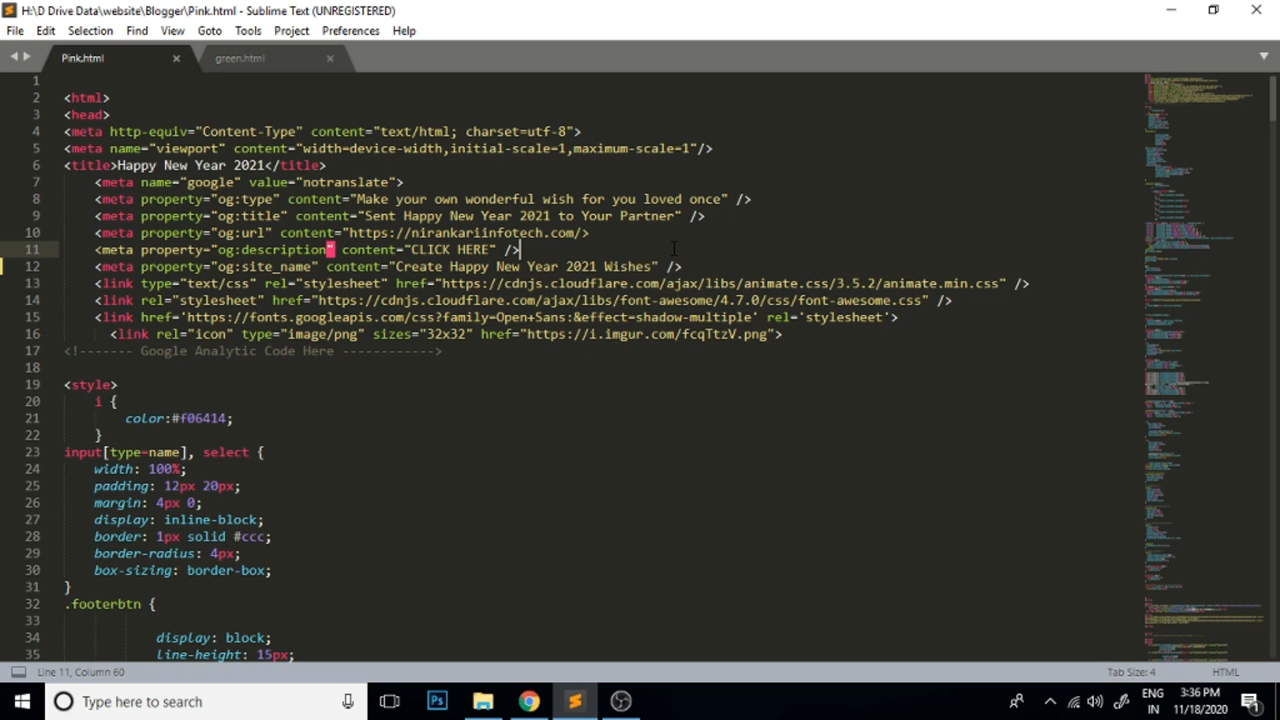 H:\D Drive Data\website\Blogger\Pink.html - Sublime Text (UNREGISTERED)
File Edit Selection Find View Goto Tools Project Preferences Help
Pink.html green.html
1
2 <html>
3 <head>
4 <meta http-equiv="Content-Type" content="text/html; charset=utf-8">
5 <meta name="viewport" content="width=device-width,initial-scale=1,maximum-scale=1"/>
6 <title>Happy New Year 2021</title>
7 <meta name="google" value="notranslate">
8 <meta property="og:type" content="Make your own wonderful wish for you loved once" />
9 <meta property="og:title" content="Sent Happy New Year 2021 to Your Partner" />
10 <meta property="og:url" content="https://nirankariinfotech.com/>
11 <meta property="og:description" content="CLICK HERE" />
12 <meta property="og:site_name" content="Create Happy New Year 2021 Wishes" />
13 <link type="text/css" rel="stylesheet" href="https://cdnjs.cloudflare.com/ajax/libs/animate.css/3.5.2/animate.min.css" />
14 <link rel="stylesheet" href="https://cdnjs.cloudflare.com/ajax/libs/font-awesome/4.7.0/css/font-awesome.css" />
15 <link href='https://fonts.googleapis.com/css?family=Open+Sans:&effect=shadow-multiple' rel='stylesheet'>
16 <link rel="icon" type="image/png" sizes="32x32" href="https://i.imgur.com/fcqTtzV.png">
17 <!------- Google Analytic Code Here ------------>
18
19 <style>
20 i {
21 color:#f06414;
22 }
23 input[type=name], select {
24 width: 100%;
25 padding: 12px 20px;
26 margin: 4px 0;
27 display: inline-block;
28 border: 1px solid #ccc;
29 border-radius: 4px;
30 box-sizing: border-box;
31 }
32 .footerbtn {
33
34 display: block;
35 line-height: 15px;
Line 11, Column 60 Tab Size: 4 HTML
Type here to search Ps ENG 3:36 PM
IN 11/18/2020 1